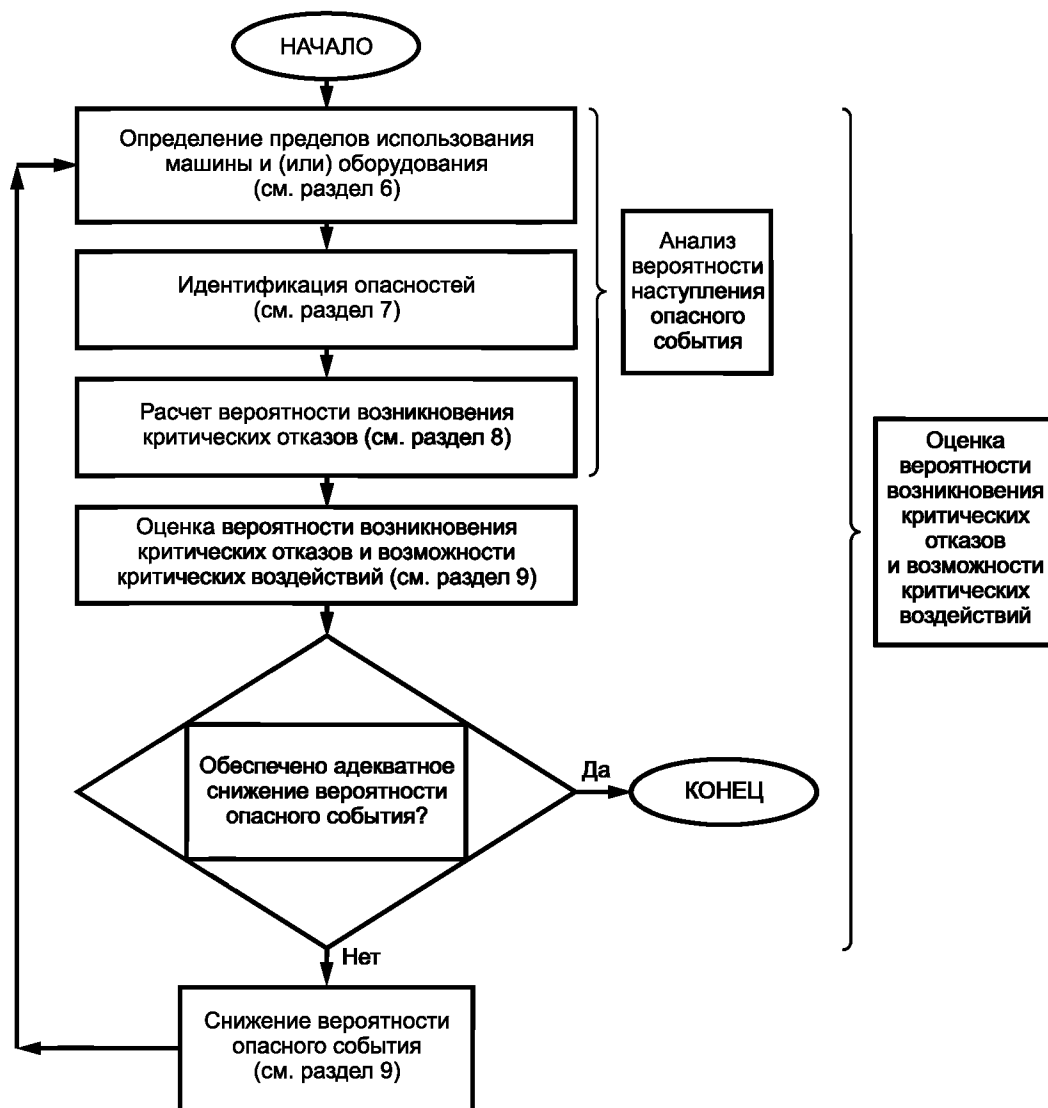 НАЧАЛО
Определение пределов использования
машины и (или) оборудования
(см. раздел 6)
Идентификация опасностей
(см. раздел 7)
Расчет вероятности возникновения
критических отказов (см. раздел 8)
Анализ
вероятности
наступления
опасного
события
Оценка вероятности возникновения
критических отказов и возможности
критических воздействий (см. раздел 9)
Оценка
вероятности
возникновения
критических
отказов
и возможности
критических
воздействий
Обеспечено адекватное
снижение вероятности
опасного события?
Да
КОНЕЦ
Нет
Снижение вероятности
опасного события
(см. раздел 9)